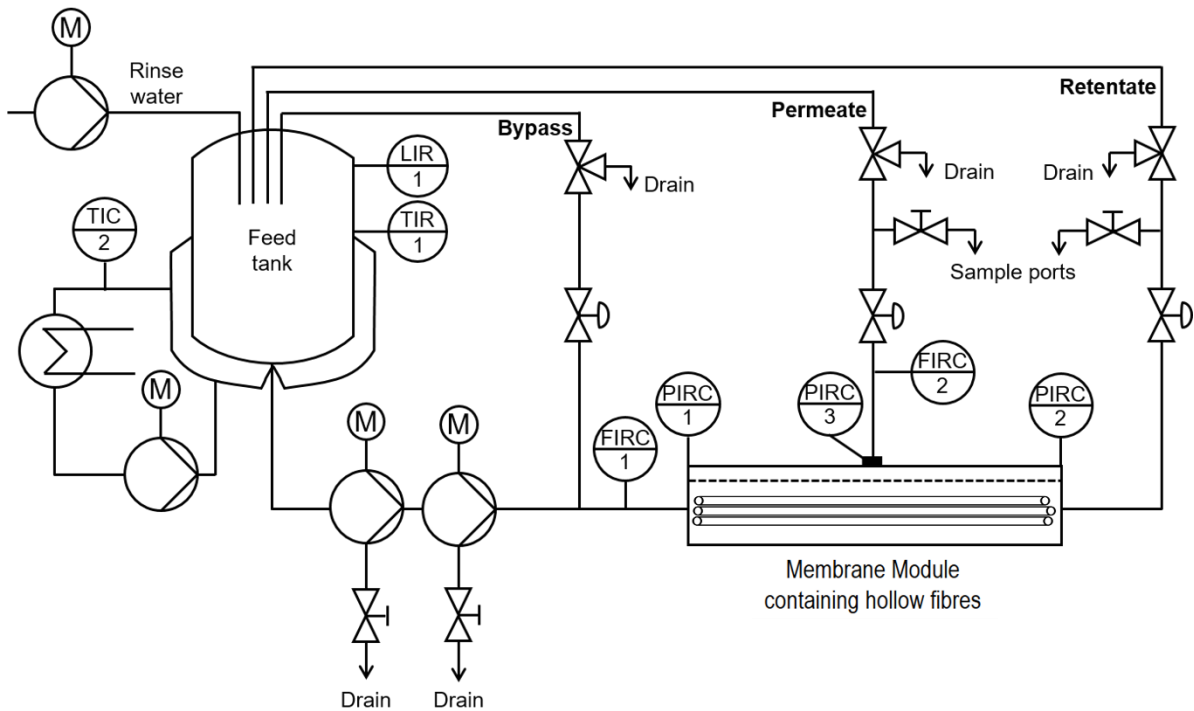 M
Rinse
water
Retentate
Permeate
Bypass
LIR
1
Drain
Drain
Drain
TIC
2
TIR
1
Feed
tank
Sample ports
M
PIRC
1
PIRC
3
FIRC
2
PIRC
2
M
M
FIRC
1
Membrane Module
containing hollow fibres
Drain
Drain